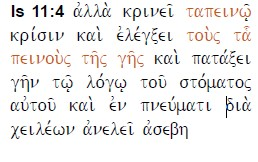 Is 11:4 ἀλλὰ κρινεῖ ταπεινῷ
κρίσιν καὶ ἐλέγξει τοὺς τἁ
πεινοὺς τῆς γῆς καὶ πατάξει
γῆν τῷ λόγῳ τοῦ στόματος
αὐτοῦ καὶ ἐν πνεύματι διὰ
χειλέων ἀνελεῖ ἀσεβη